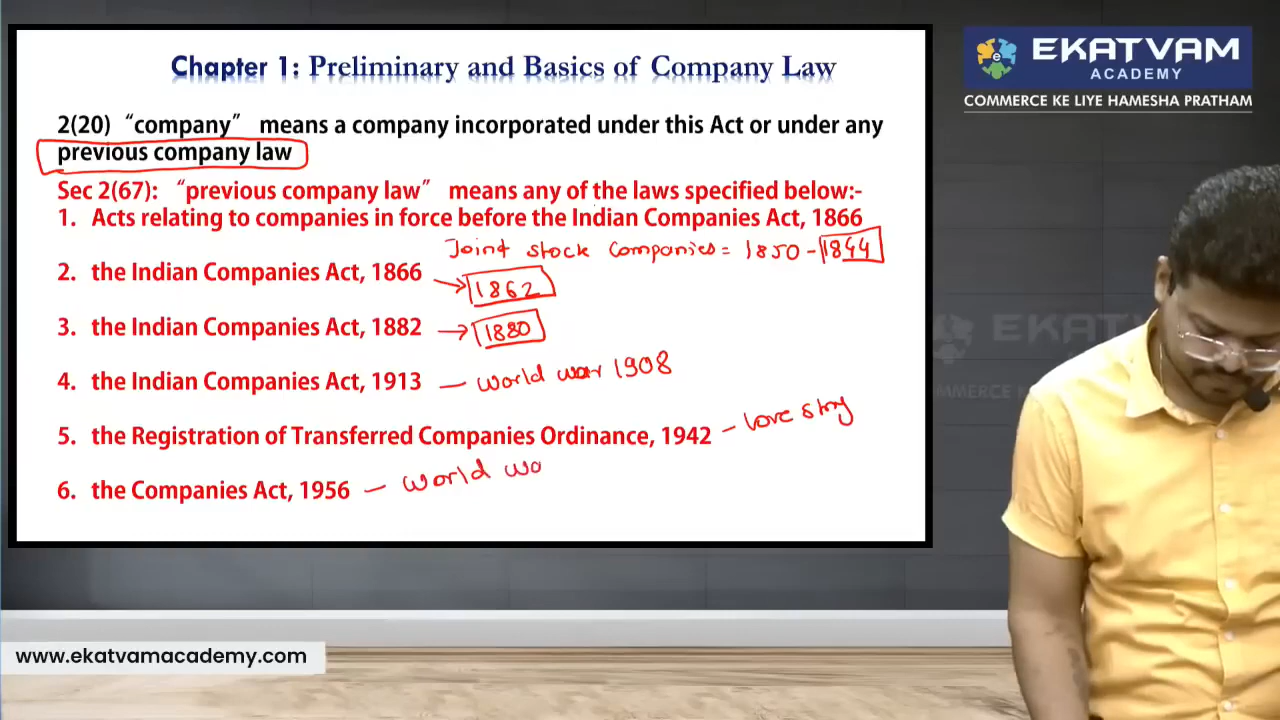 Chapter 1: Preliminary and Basics of Company Law
EKATVAM
ACADEMY
COMMERCE KE LIYE HAMESHA PRATHAM
2(20) “company” means a company incorporated under this Act or under any
previous company law
Sec 2(67): “previous company law” means any of the laws specified below:-
1. Acts relating to companies in force before the Indian Companies Act, 1866
Joint stock companies = 1850 - 1844
2. the Indian Companies Act, 1866 → 1862
3. the Indian Companies Act, 1882 → 1880
EKATVAM
4. the Indian Companies Act, 1913 – world war 1908
COMMERCE
HAM
5. the Registration of Transferred Companies Ordinance, 1942 – love story
6. the Companies Act, 1956 – world wa
www.ekatvamacademy.com